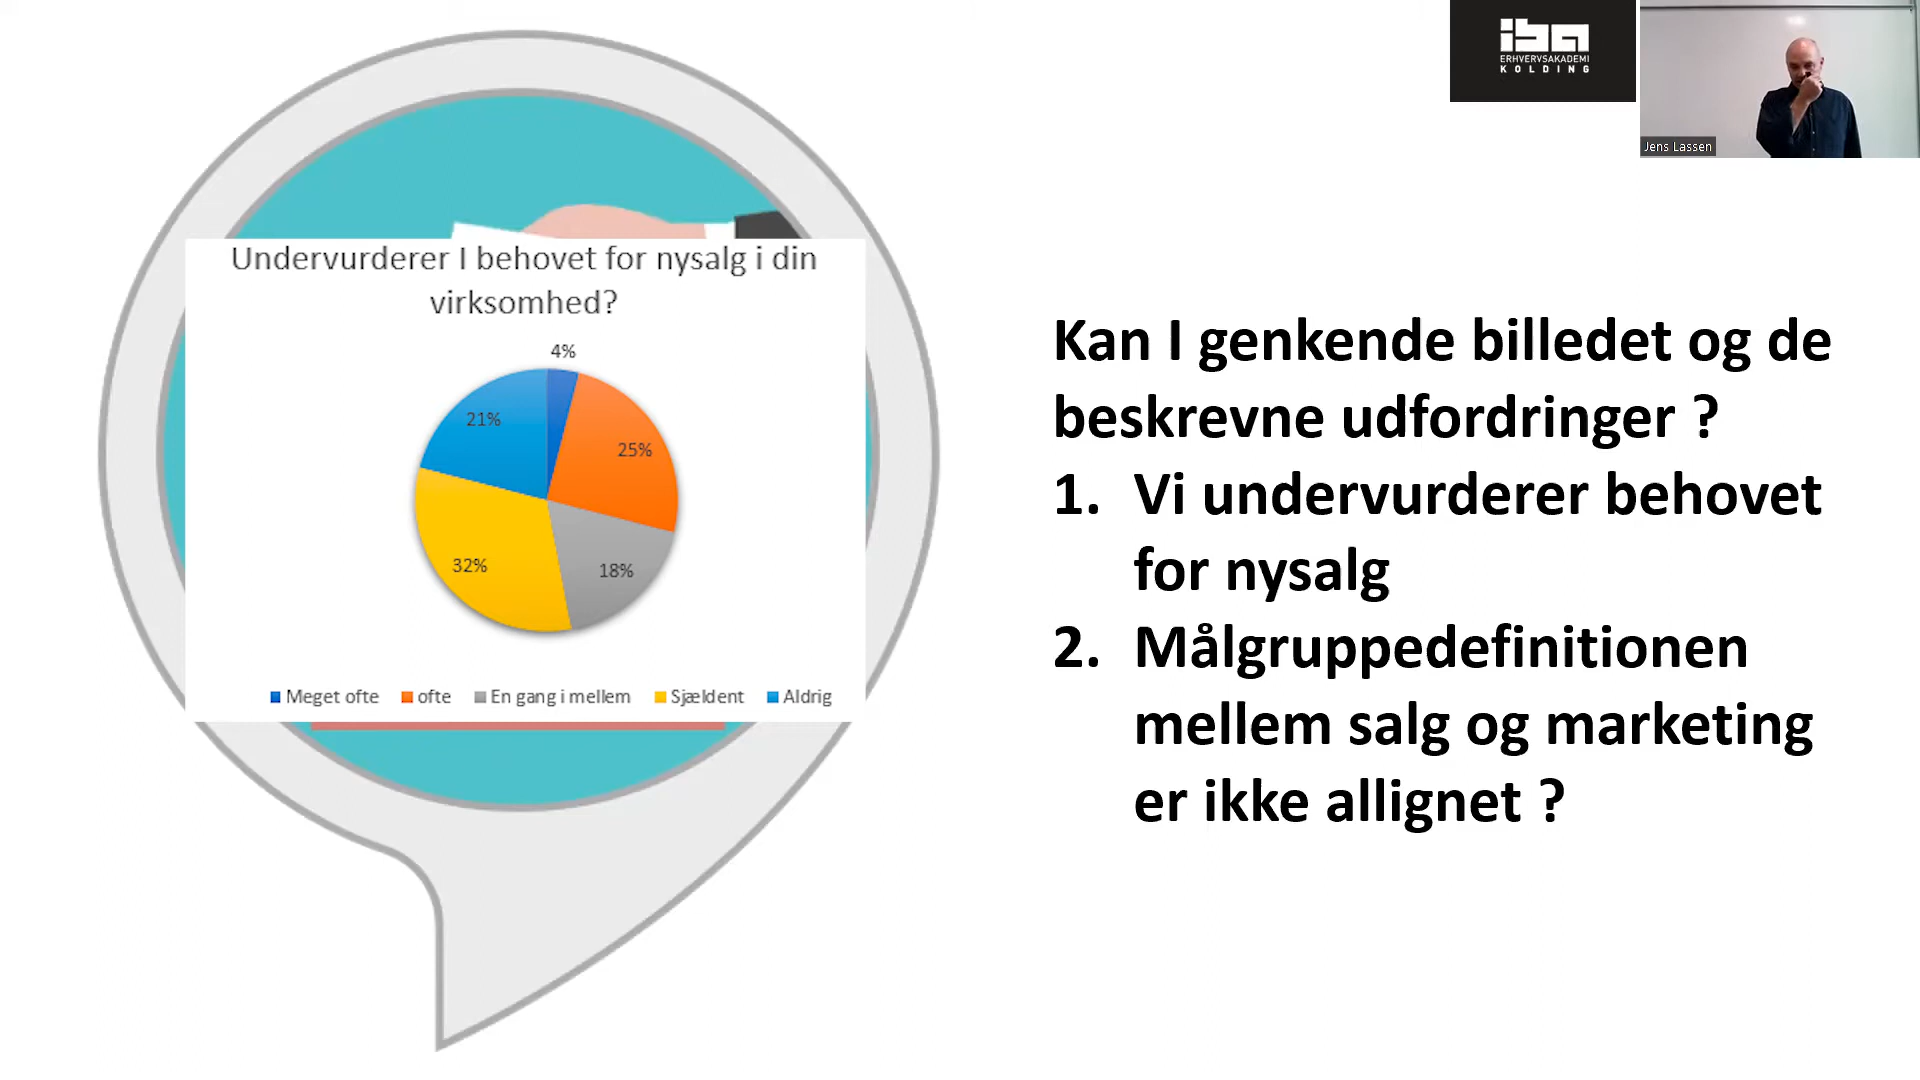 iba
ERHVERVSAKADEMI
KOLDING
Jens Lassen
Undervurderer I behovet for nysalg i din
virksomhed?
4%
21%
25%
32%
18%
Meget ofte ofte En gang i mellem Sjældent Aldrig
Kan I genkende billedet og de
beskrevne udfordringer ?
1. Vi undervurderer behovet
for nysalg
2. Målgruppedefinitionen
mellem salg og marketing
er ikke allignet ?